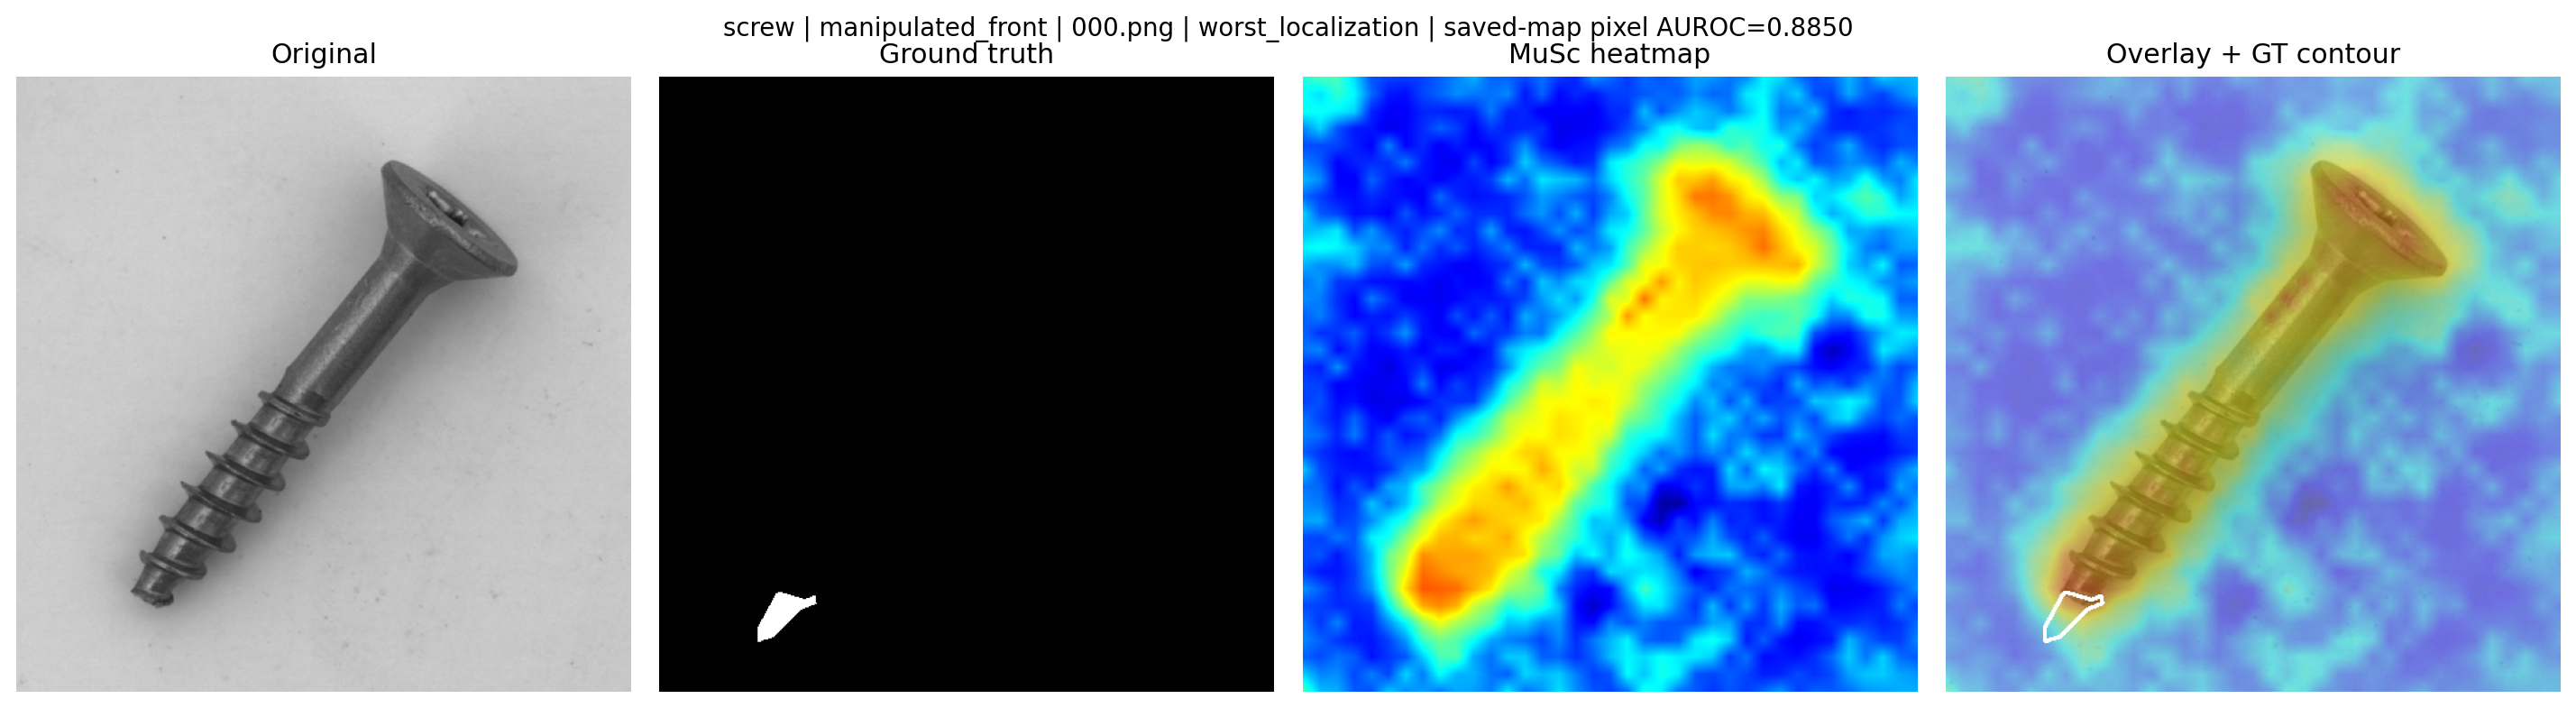 screw | manipulated_front | 000.png | worst_localization | saved-map pixel AUROC=0.8850
Original
Ground truth
MuSc heatmap
Overlay + GT contour